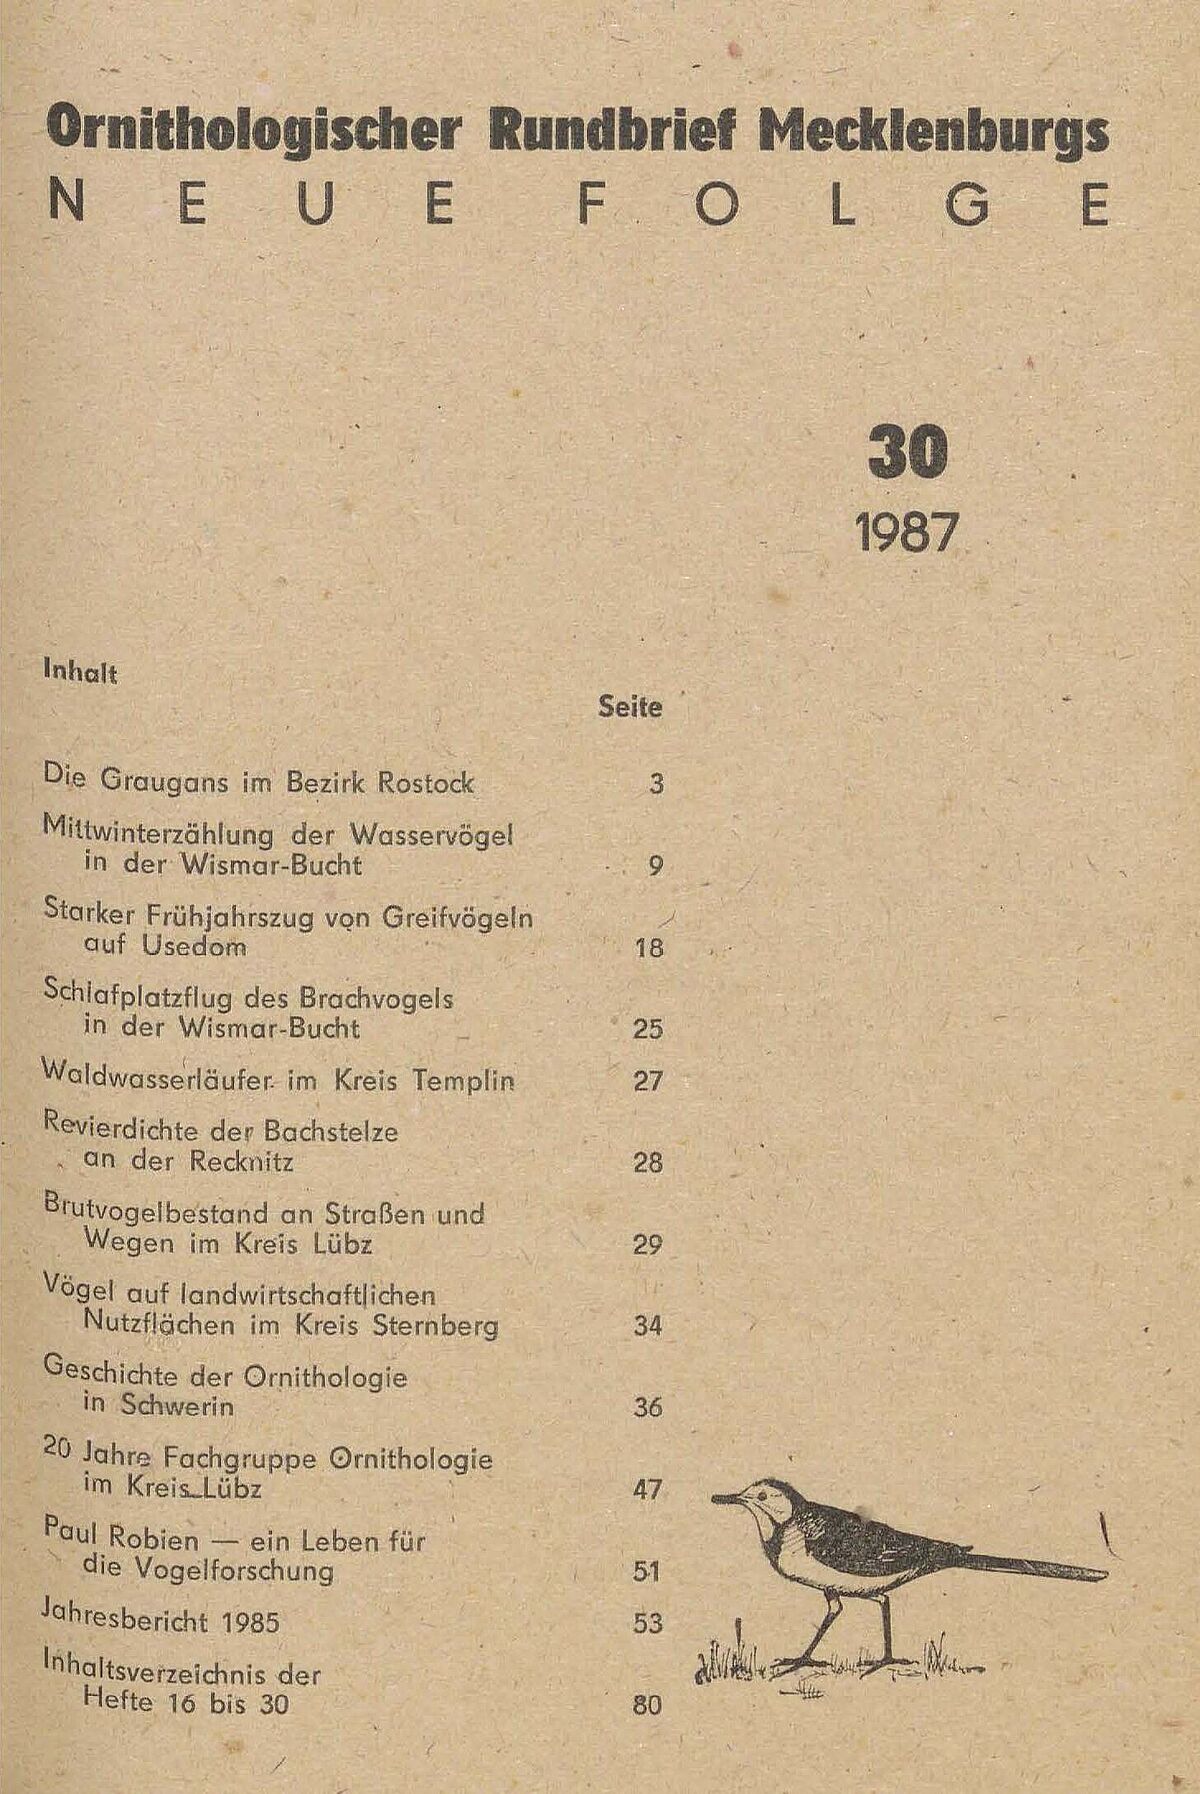 Ornithologischer Rundbrief Mecklenburgs
NEUE FOLGE
30
1987
Inhalt
Seite
Die Graugans im Bezirk Rostock 3
Mittwinterzählung der Wasservögel
in der Wismar-Bucht 9
Starker Frühjahrszug von Greifvögeln
auf Usedom 18
Schlafplatzflug des Brachvogels
in der Wismar-Bucht 25
Waldwasserläufer im Kreis Templin 27
Revierdichte der Bachstelze
an der Recknitz 28
Brutvogelbestand an Straßen und
Wegen im Kreis Lübz 29
Vögel auf landwirtschaftlichen
Nutzflächen im Kreis Sternberg 34
Geschichte der Ornithologie
in Schwerin 36
20 Jahre Fachgruppe Ornithologie
im Kreis Lübz 47
Paul Robien — ein Leben für
die Vogelforschung 51
Jahresbericht 1985 53
Inhaltsverzeichnis der
Hefte 16 bis 30 80